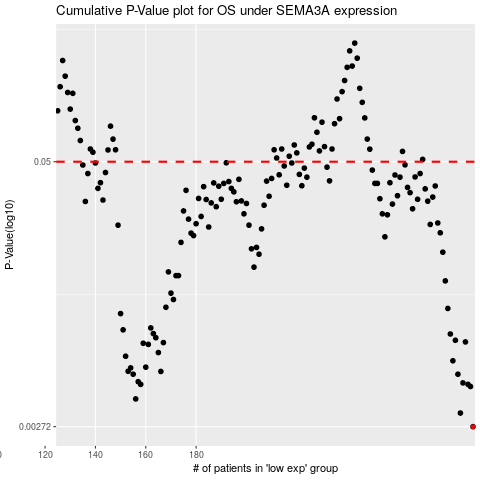 Cumulative P-Value plot for OS under SEMA3A expression
P-Value(log10)
0.05
0.00272
0 120 140 160 180
# of patients in 'low exp' group